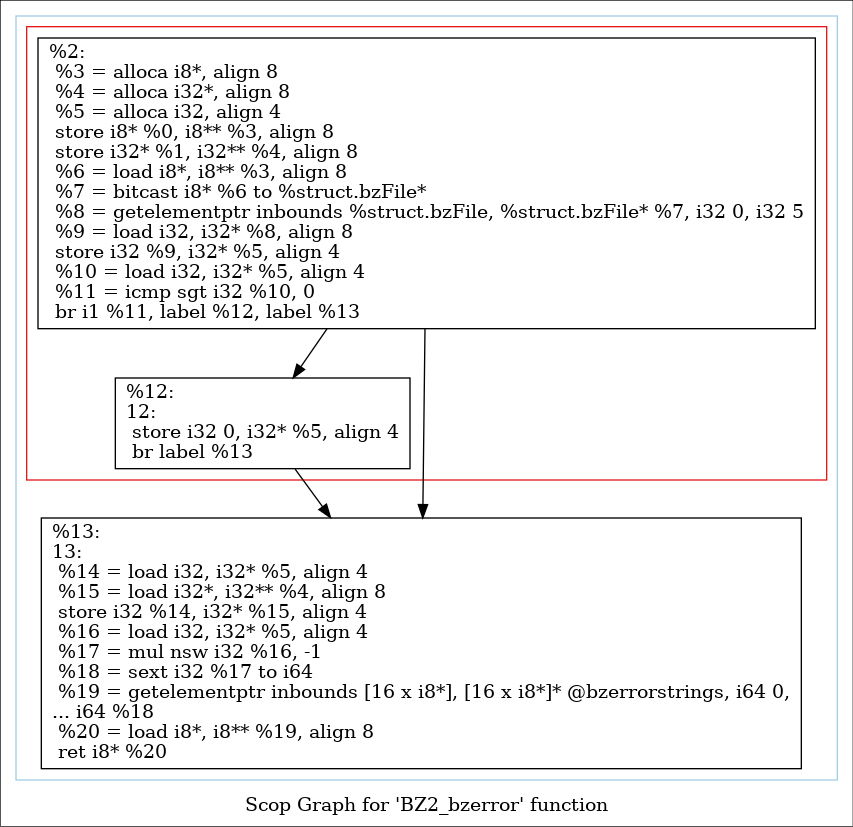 %2:
%3 = alloca i8*, align 8
%4 = alloca i32*, align 8
%5 = alloca i32, align 4
store i8* %0, i8** %3, align 8
store i32* %1, i32** %4, align 8
%6 = load i8*, i8** %3, align 8
%7 = bitcast i8* %6 to %struct.bzFile*
%8 = getelementptr inbounds %struct.bzFile, %struct.bzFile* %7, i32 0, i32 5
%9 = load i32, i32* %8, align 8
store i32 %9, i32* %5, align 4
%10 = load i32, i32* %5, align 4
%11 = icmp sgt i32 %10, 0
br i1 %11, label %12, label %13
%12:
12:
store i32 0, i32* %5, align 4
br label %13
%13:
13:
%14 = load i32, i32* %5, align 4
%15 = load i32*, i32** %4, align 8
store i32 %14, i32* %15, align 4
%16 = load i32, i32* %5, align 4
%17 = mul nsw i32 %16, -1
%18 = sext i32 %17 to i64
%19 = getelementptr inbounds [16 x i8*], [16 x i8*]* @bzerrorstrings, i64 0,
... i64 %18
%20 = load i8*, i8** %19, align 8
ret i8* %20
Scop Graph for 'BZ2_bzerror' function